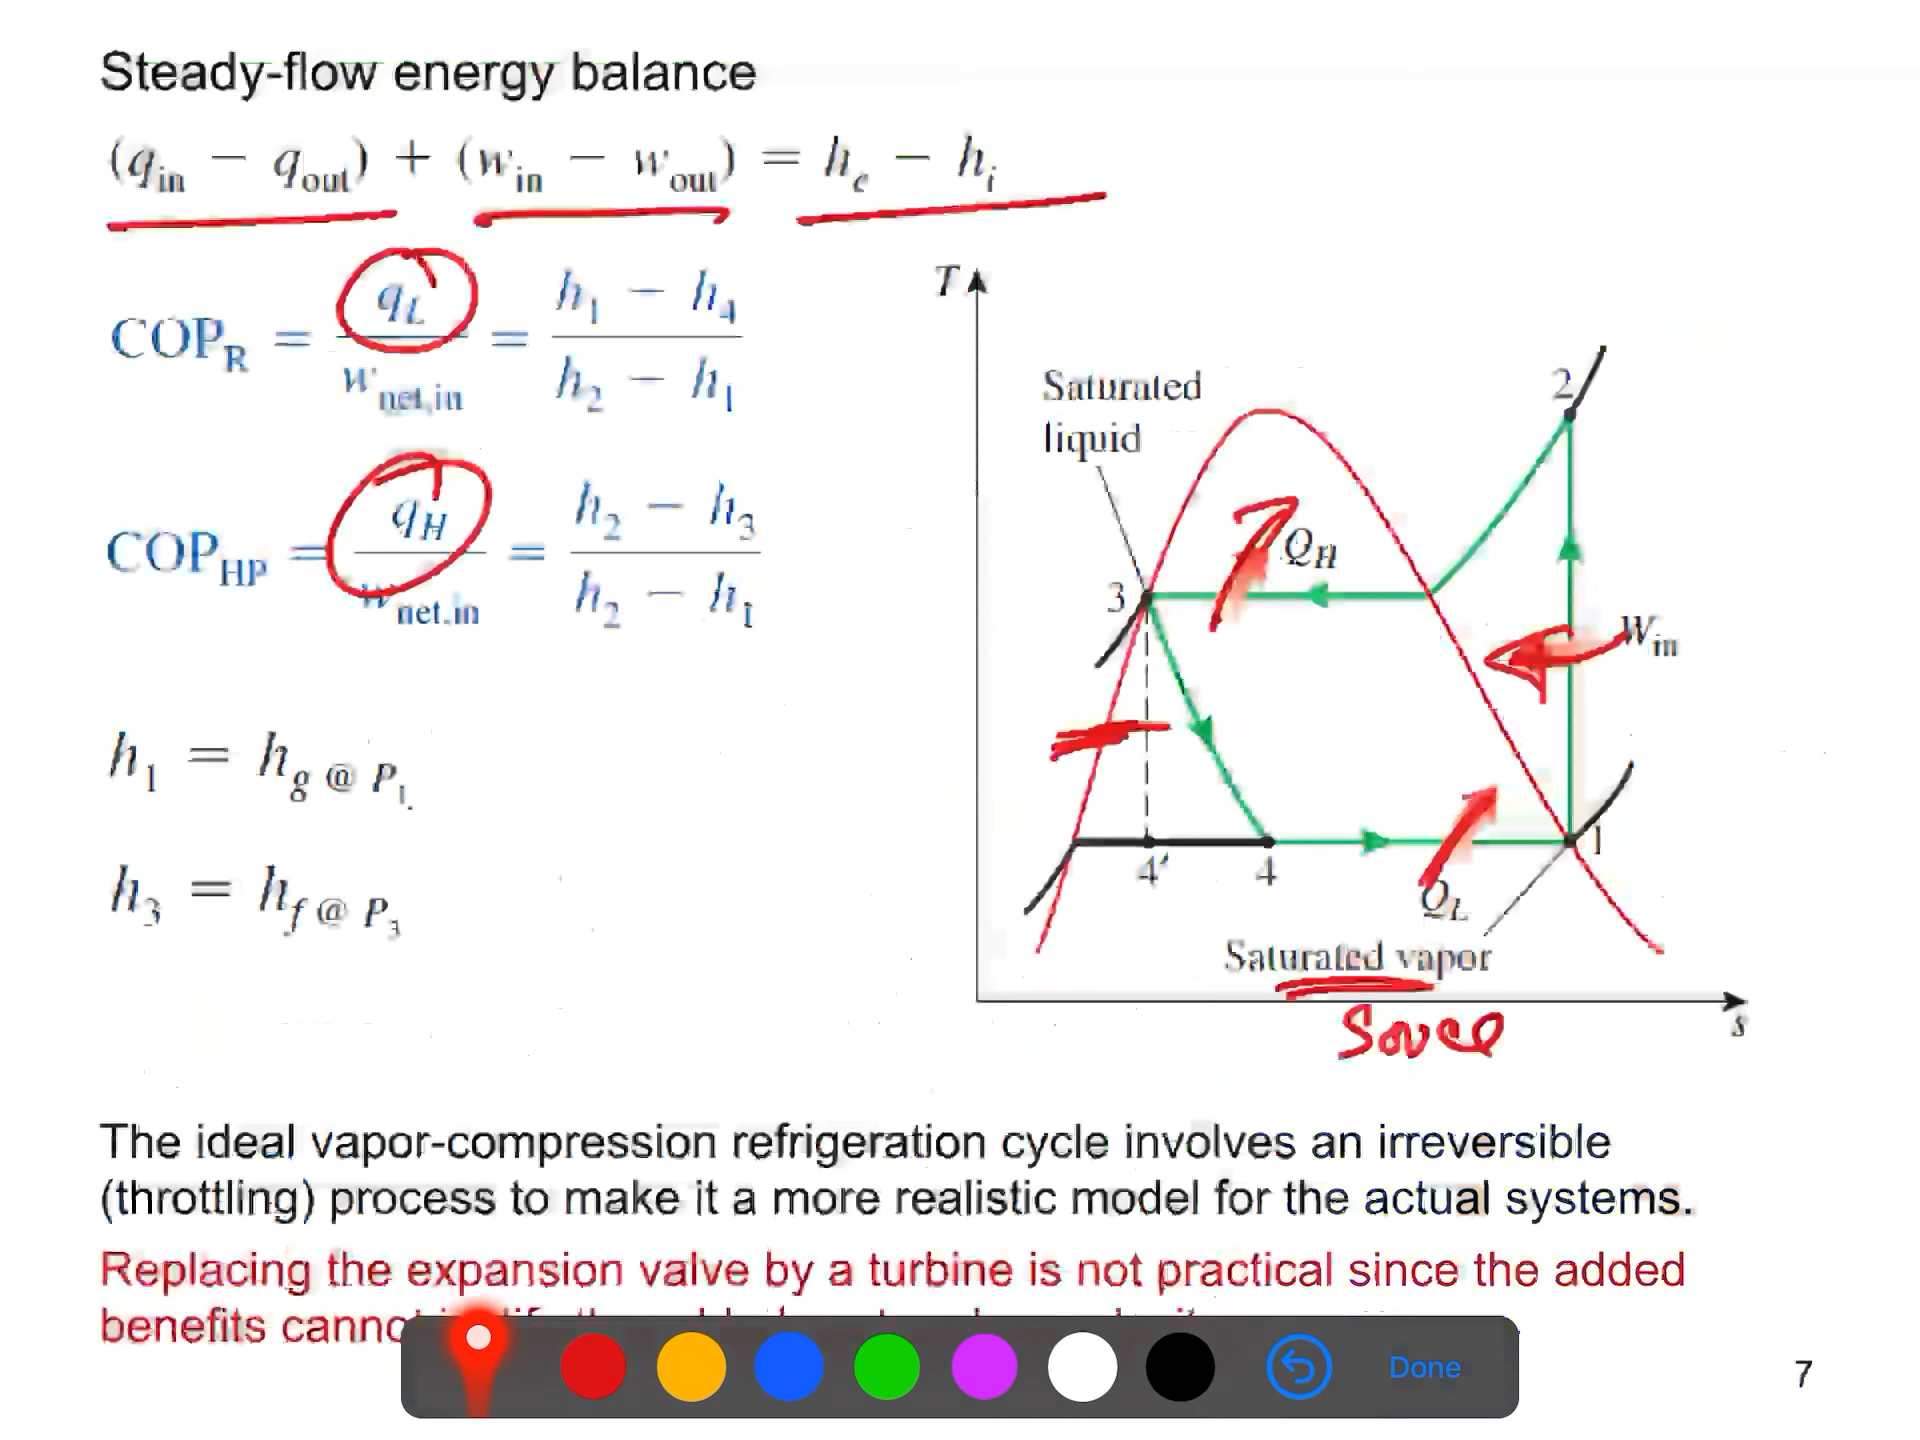 Steady-flow energy balance
(q_in − q_out) + (w_in − w_out) = h_e − h_i
COP_R = q_L / w_net,in = (h_1 − h_4) / (h_2 − h_1)
COP_HP = q_H / w_net,in = (h_2 − h_3) / (h_2 − h_1)
h_1 = h_g @ P_1
h_3 = h_f @ P_3
T
Saturated
liquid
2
Q_H
3
W_in
4′
4
1
Q_L
Saturated vapor
s
The ideal vapor-compression refrigeration cycle involves an irreversible
(throttling) process to make it a more realistic model for the actual systems.
Replacing the expansion valve by a turbine is not practical since the added
benefits
Done
7